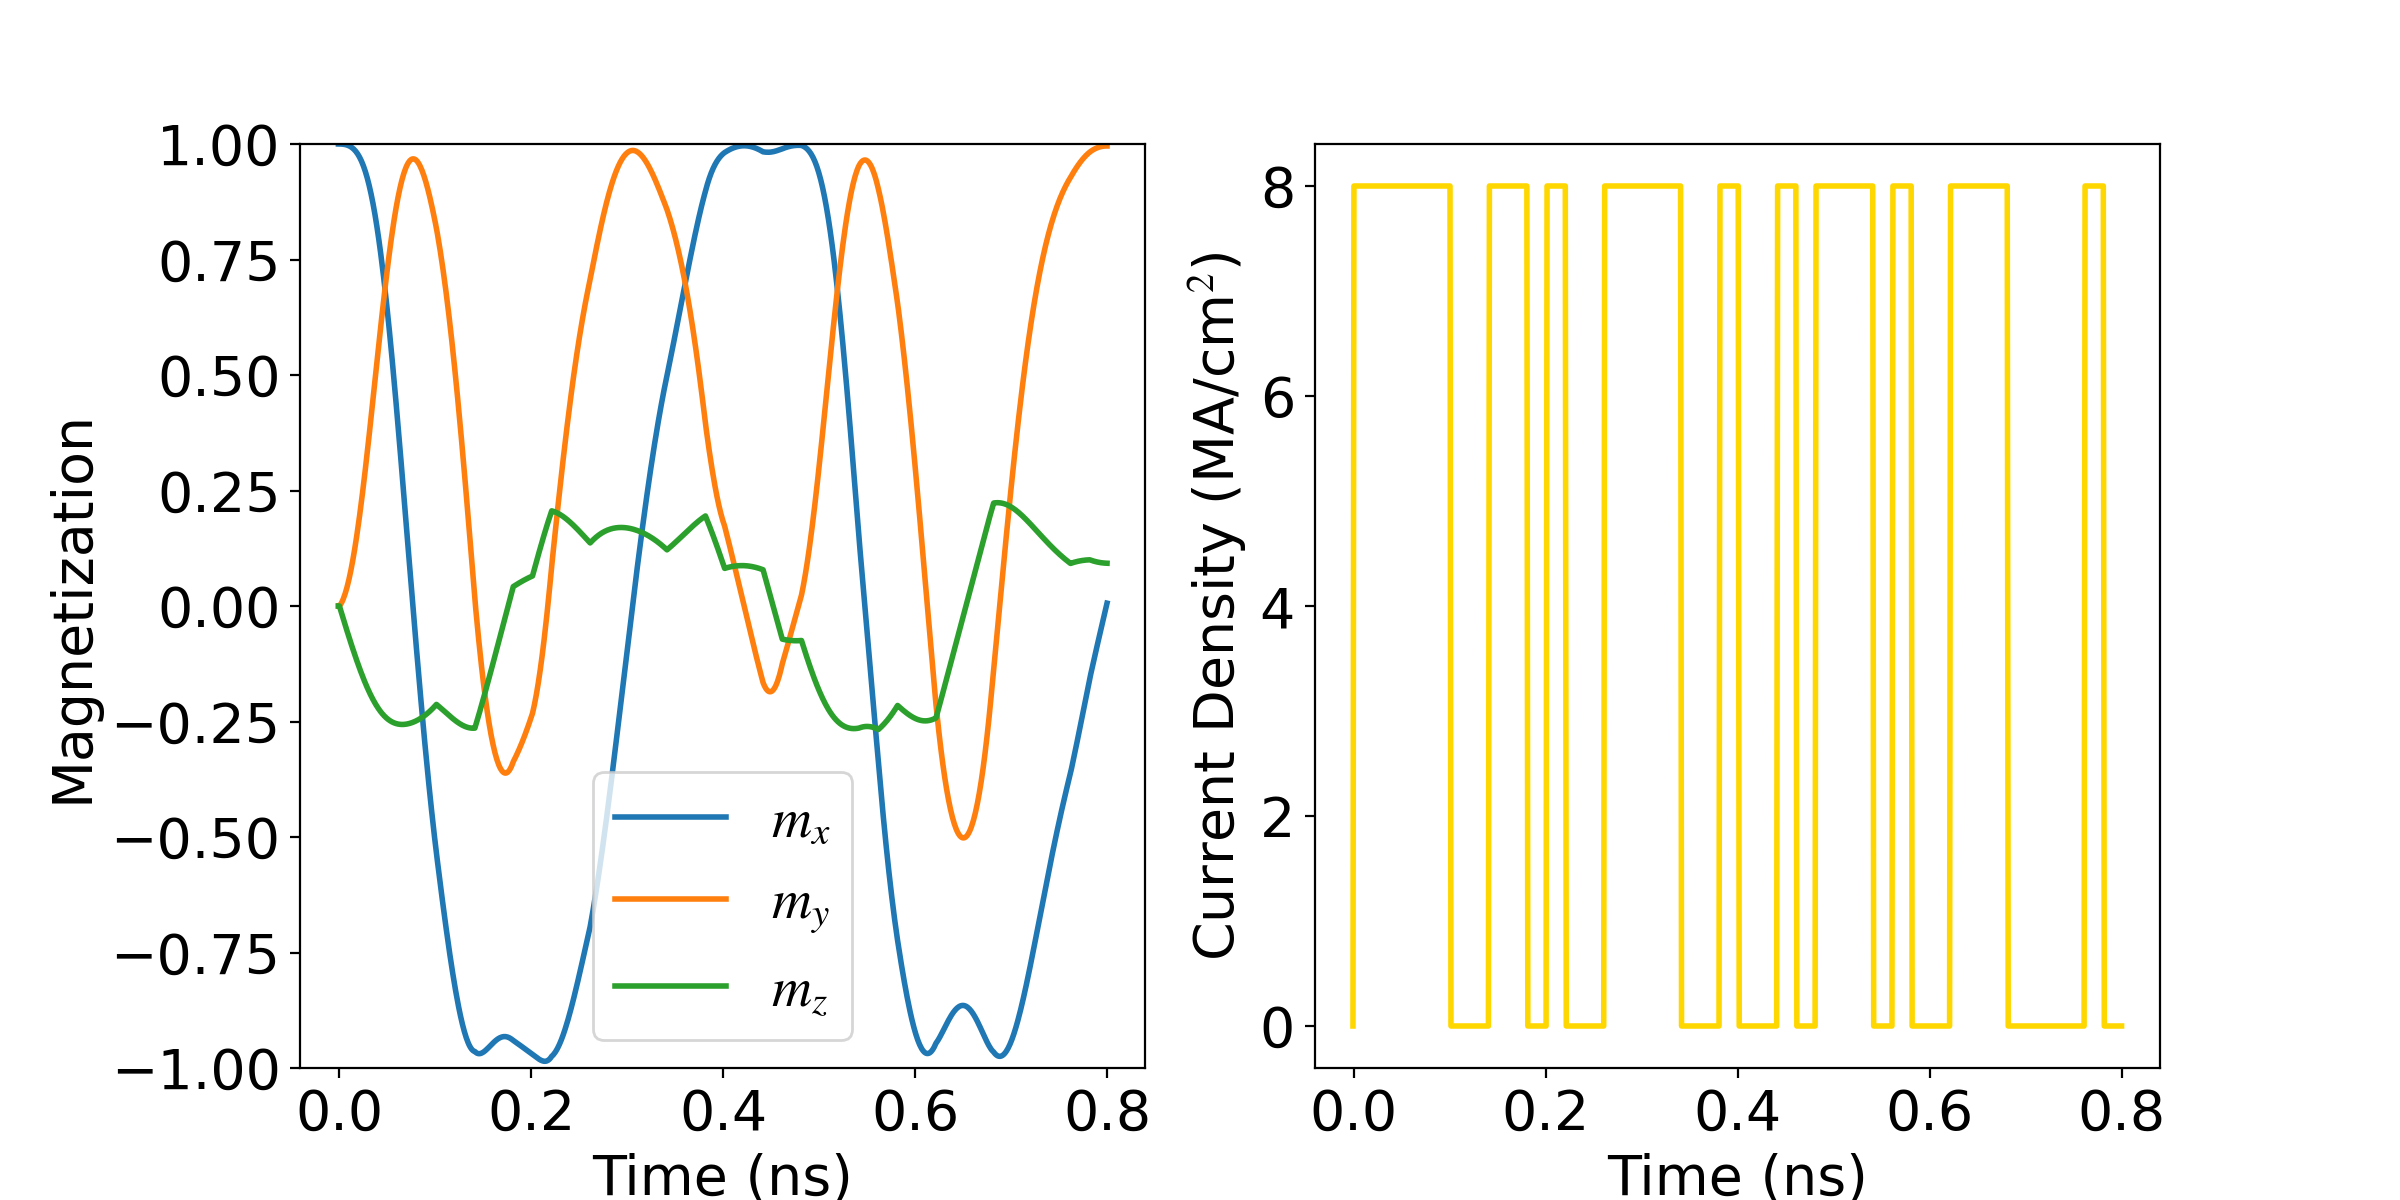 Magnetization
1.00
0.75
0.50
0.25
0.00
−0.25
−0.50
−0.75
−1.00
0.0 0.2 0.4 0.6 0.8
Time (ns)
m_x
m_y
m_z
Current Density (MA/cm²)
8
6
4
2
0
0.0 0.2 0.4 0.6 0.8
Time (ns)